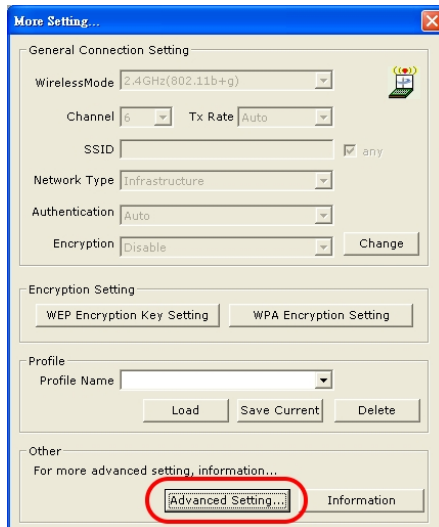 More Setting...
General Connection Setting
WirelessMode 2.4GHz(802.11b+g)
Channel 6 Tx Rate Auto
SSID any
Network Type Infrastructure
Authentication Auto
Encryption Disable Change
Encryption Setting
WEP Encryption Key Setting WPA Encryption Setting
Profile
Profile Name
Load Save Current Delete
Other
For more advanced setting, information...
Advanced Setting... Information